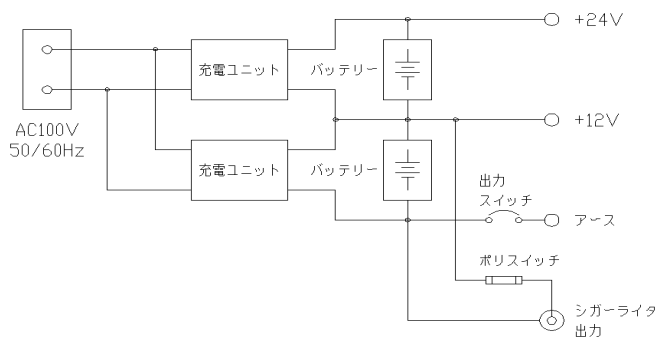 +24V
充電ユニット
バッテリー
AC100V
50/60Hz
+12V
充電ユニット
バッテリー
出力
スイッチ
アース
ポリスイッチ
シガーライタ
出力